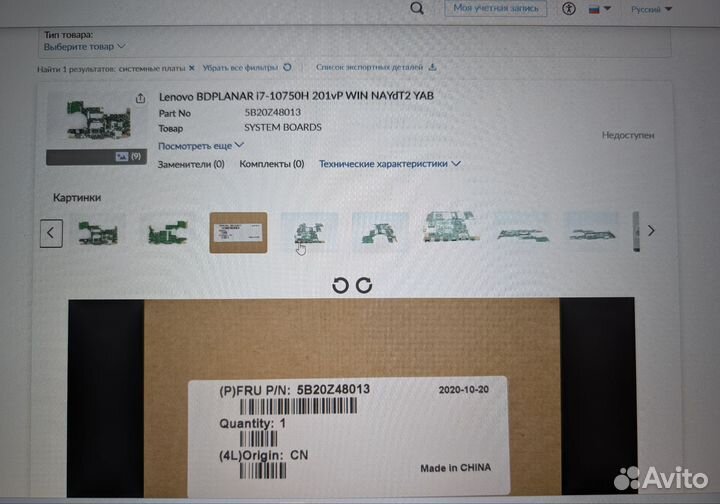 Моя учетная запись
Русский
Тип товара:
Выберите товар
Найти 1 результатов: системные платы × Убрать все фильтры
Список экспортных деталей
Lenovo BDPLANAR i7-10750H 201vP WIN NAYdT2 YAB
Part No 5B20Z48013
Товар SYSTEM BOARDS
Недоступен
Посмотреть еще
(9)
Заменители (0) Комплекты (0) Технические характеристики
Картинки
(P)FRU P/N: 5B20Z48013 2020-10-20
Quantity: 1
(4L)Origin: CN
Made in CHINA
Avito